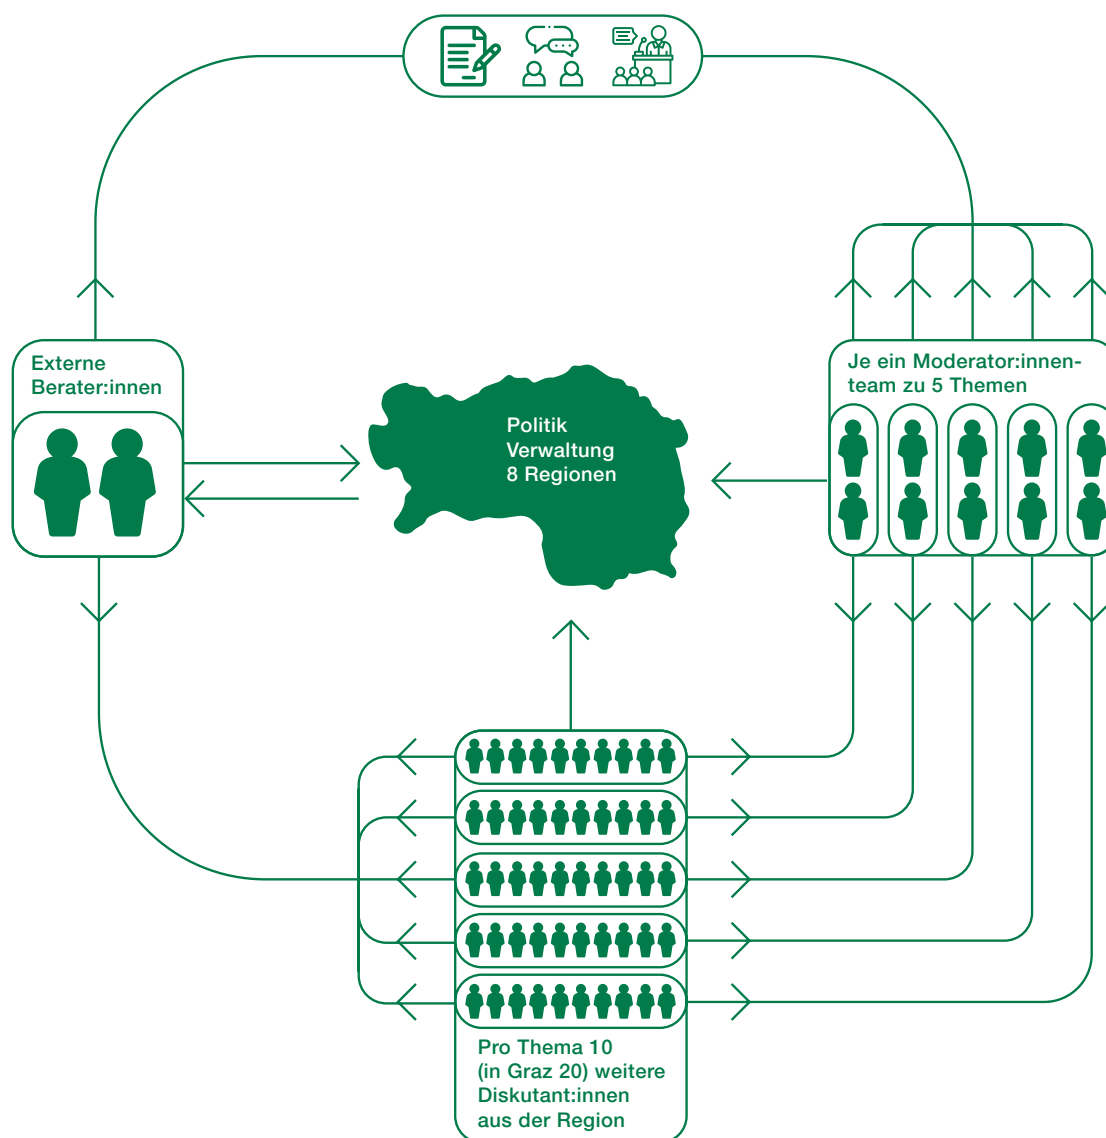 Externe
Berater:innen
Je ein Moderator:innen-
team zu 5 Themen
Politik
Verwaltung
8 Regionen
Pro Thema 10
(in Graz 20) weitere
Diskutant:innen
aus der Region